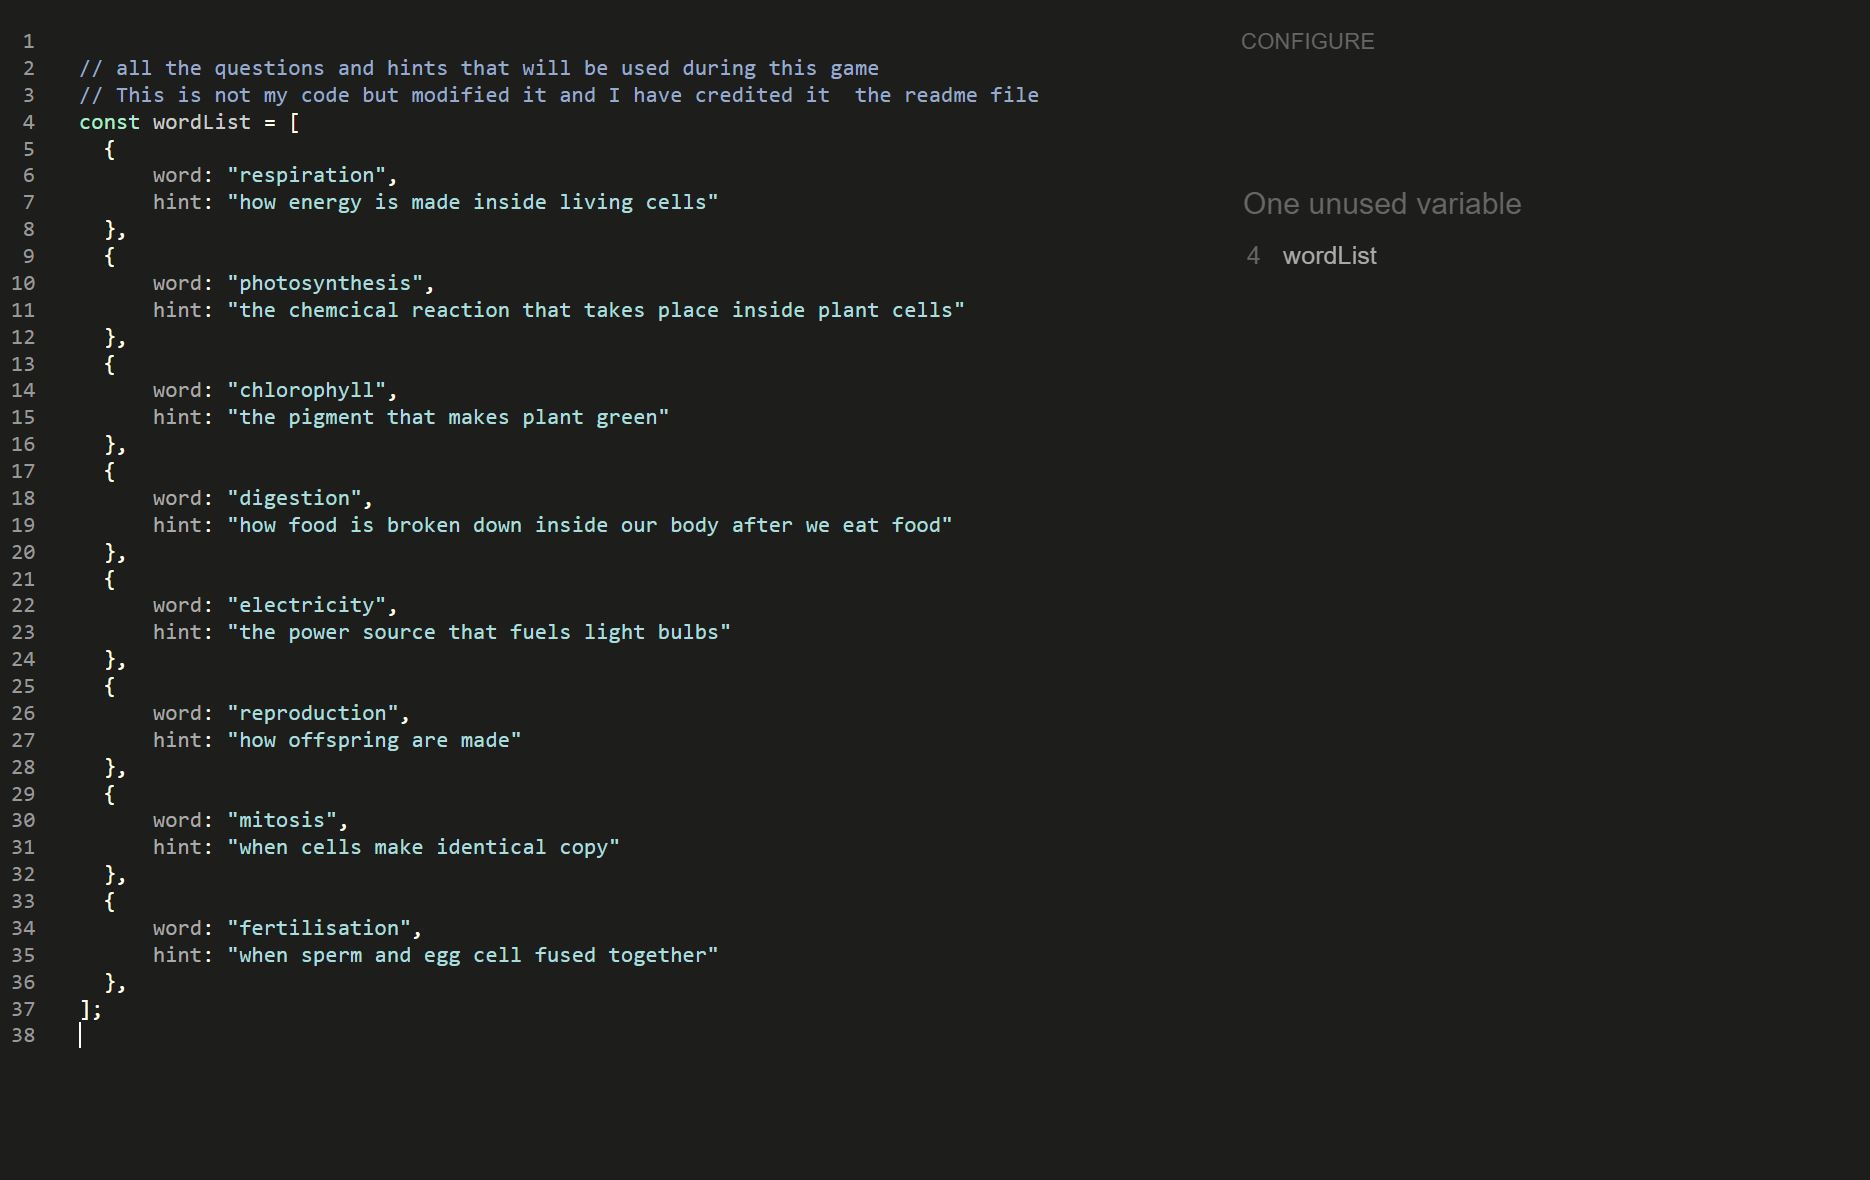 1
CONFIGURE
2 // all the questions and hints that will be used during this game
3 // This is not my code but modified it and I have credited it  the readme file
4 const wordList = [
5 {
6 word: "respiration",
7 hint: "how energy is made inside living cells"
8 },
9 {
10 word: "photosynthesis",
11 hint: "the chemcical reaction that takes place inside plant cells"
12 },
13 {
14 word: "chlorophyll",
15 hint: "the pigment that makes plant green"
16 },
17 {
18 word: "digestion",
19 hint: "how food is broken down inside our body after we eat food"
20 },
21 {
22 word: "electricity",
23 hint: "the power source that fuels light bulbs"
24 },
25 {
26 word: "reproduction",
27 hint: "how offspring are made"
28 },
29 {
30 word: "mitosis",
31 hint: "when cells make identical copy"
32 },
33 {
34 word: "fertilisation",
35 hint: "when sperm and egg cell fused together"
36 },
37 ];
38
One unused variable
4 wordList